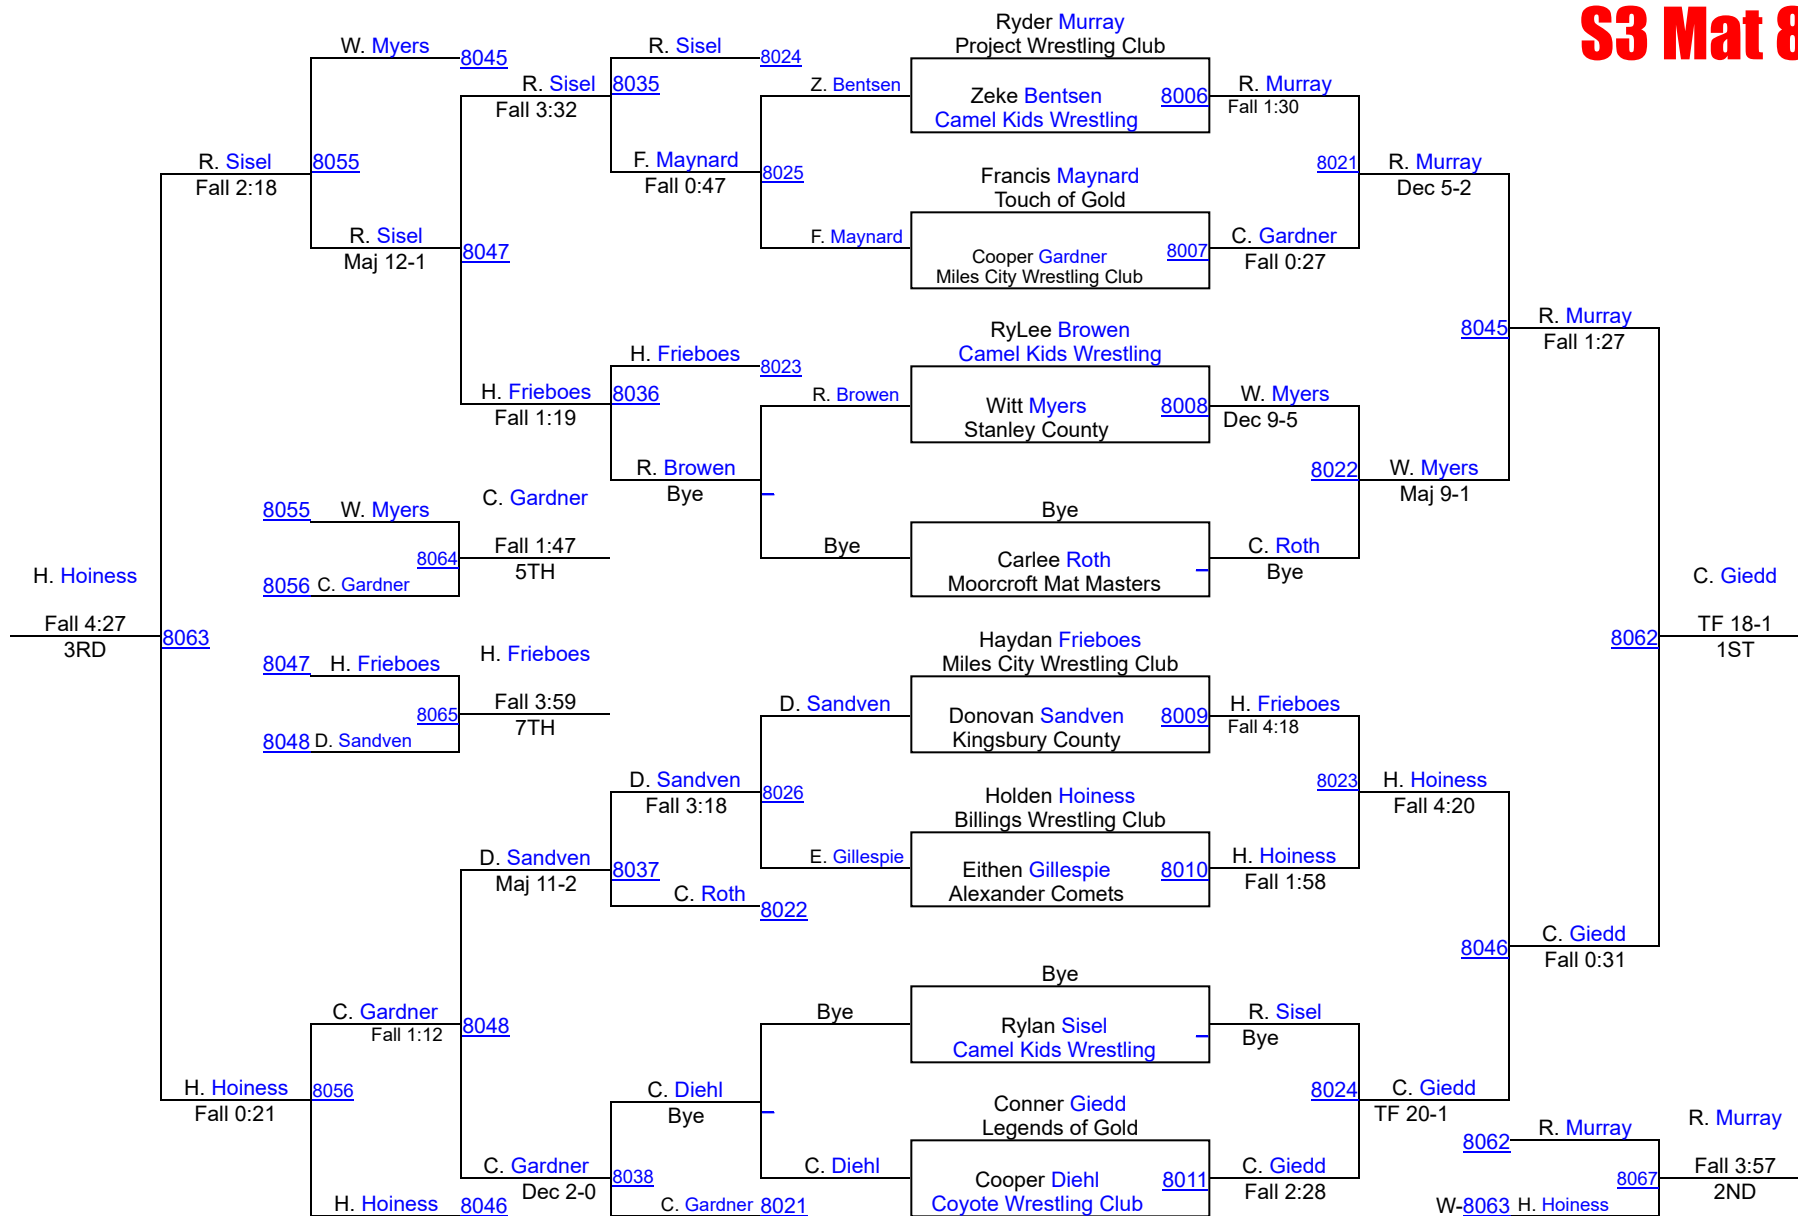 S3 Mat 8
Ryder Murray
Project Wrestling Club
W. Myers
8045
R. Sisel
8024
R. Sisel
8035
Fall 3:32
Z. Bentsen
Zeke Bentsen
8006
Camel Kids Wrestling
R. Murray
Fall 1:30
R. Sisel
8055
Fall 2:18
F. Maynard
8025
Fall 0:47
Francis Maynard
Touch of Gold
8021
R. Murray
Dec 5-2
R. Sisel
8047
Maj 12-1
F. Maynard
Cooper Gardner
8007
Miles City Wrestling Club
C. Gardner
Fall 0:27
RyLee Browen
Camel Kids Wrestling
8045
R. Murray
Fall 1:27
H. Frieboes
8023
H. Frieboes
8036
Fall 1:19
R. Browen
Witt Myers
8008
Stanley County
W. Myers
Dec 9-5
R. Browen
Bye
8022
W. Myers
Maj 9-1
8055
W. Myers
C. Gardner
8064
Fall 1:47
5TH
8056
C. Gardner
Bye
Bye
Carlee Roth
Moorcroft Mat Masters
C. Roth
Bye
H. Hoiness
Fall 4:27
3RD
8063
C. Giedd
8062
TF 18-1
1ST
Haydan Frieboes
Miles City Wrestling Club
8047
H. Frieboes
H. Frieboes
8065
Fall 3:59
7TH
8048
D. Sandven
D. Sandven
Donovan Sandven
8009
Kingsbury County
H. Frieboes
Fall 4:18
D. Sandven
8026
Fall 3:18
Holden Hoiness
Billings Wrestling Club
8023
H. Hoiness
Fall 4:20
D. Sandven
8037
Maj 11-2
E. Gillespie
Eithen Gillespie
8010
Alexander Comets
H. Hoiness
Fall 1:58
C. Roth
8022
8046
C. Giedd
Fall 0:31
Bye
C. Gardner
8048
Fall 1:12
Bye
Rylan Sisel
Camel Kids Wrestling
R. Sisel
Bye
H. Hoiness
8056
Fall 0:21
C. Diehl
Bye
Conner Giedd
Legends of Gold
8024
C. Giedd
TF 20-1
8062
R. Murray
R. Murray
C. Gardner
8038
Dec 2-0
C. Diehl
Cooper Diehl
8011
Coyote Wrestling Club
C. Giedd
Fall 2:28
8067
Fall 3:57
2ND
H. Hoiness
8046
C. Gardner
8021
W-8063
H. Hoiness